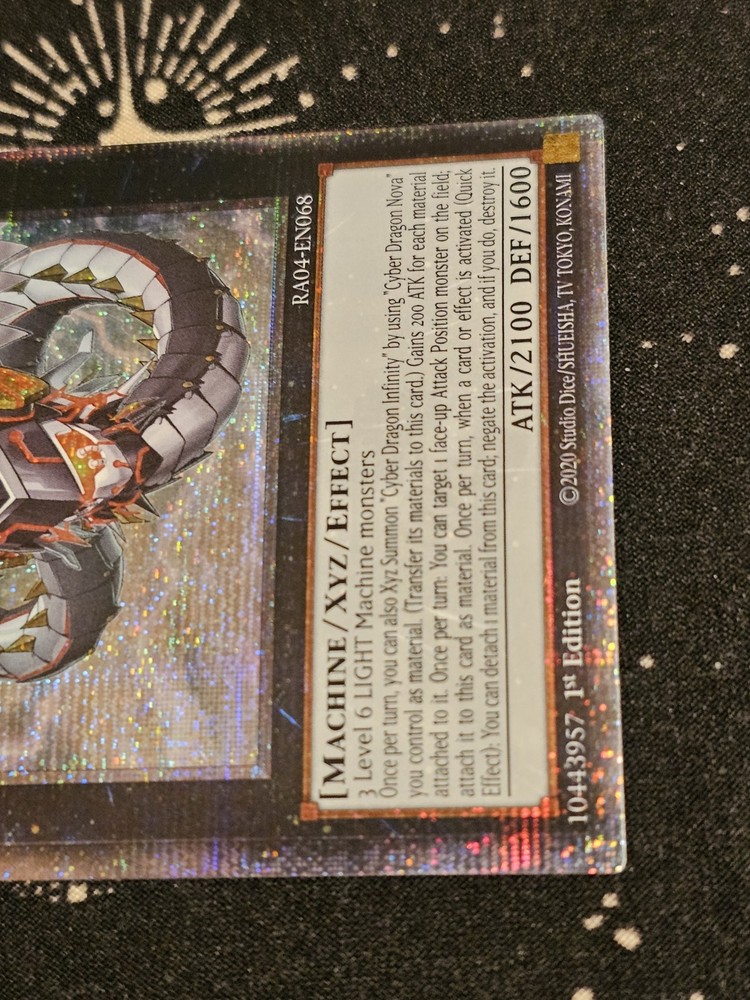 RA04-EN068
[MACHINE/XYZ/EFFECT]
3 Level 6 LIGHT Machine monsters
Once per turn, you can also Xyz Summon "Cyber Dragon Infinity" by using "Cyber Dragon Nova"
you control as material. (Transfer its materials to this card.) Gains 200 ATK for each material
attached to it. Once per turn: You can target 1 face-up Attack Position monster on the field;
attach it to this card as material. Once per turn, when a card or effect is activated (Quick
Effect): You can detach 1 material from this card; negate the activation, and if you do, destroy it.
ATK/2100 DEF/1600
10443957 1st Edition ©2020 Studio Dice/SHUEISHA, TV TOKYO, KONAMI